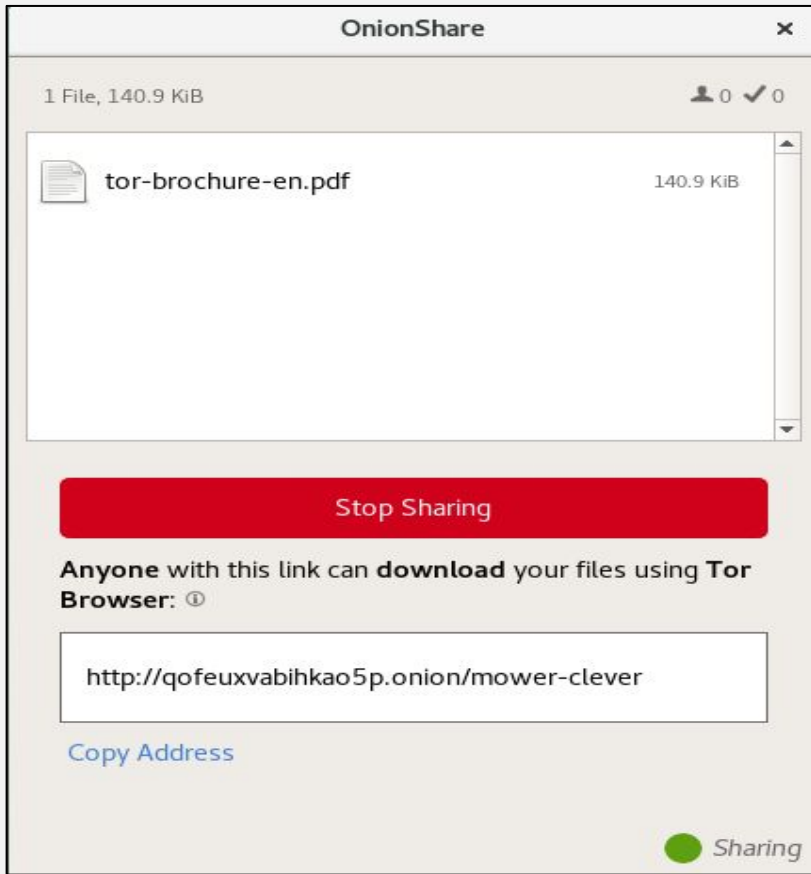 OnionShare
1 File, 140.9 KiB 0 0
tor-brochure-en.pdf 140.9 KiB
Stop Sharing
Anyone with this link can download your files using Tor
Browser:
http://qofeuxvabihkao5p.onion/mower-clever
Copy Address
Sharing